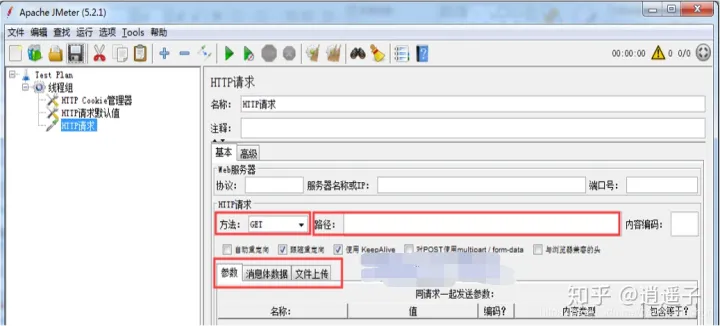 Apache JMeter (5.2.1)
文件 编辑 查找 运行 选项 Tools 帮助
00:00:00 0 0/0
Test Plan
线程组
HTTP Cookie管理器
HTTP请求默认值
HTTP请求
HTTP请求
名称: HTTP请求
注释:
基本 高级
Web服务器
协议: 服务器名称或IP: 端口号:
HTTP请求
方法: GET 路径: 内容编码:
自动重定向 跟随重定向 使用 KeepAlive 对POST使用multipart / form-data 与浏览器兼容的头
参数 消息体数据 文件上传
同请求一起发送参数:
名称: 值 编码? 内容类型 包含等于?
知乎 @逍遥子